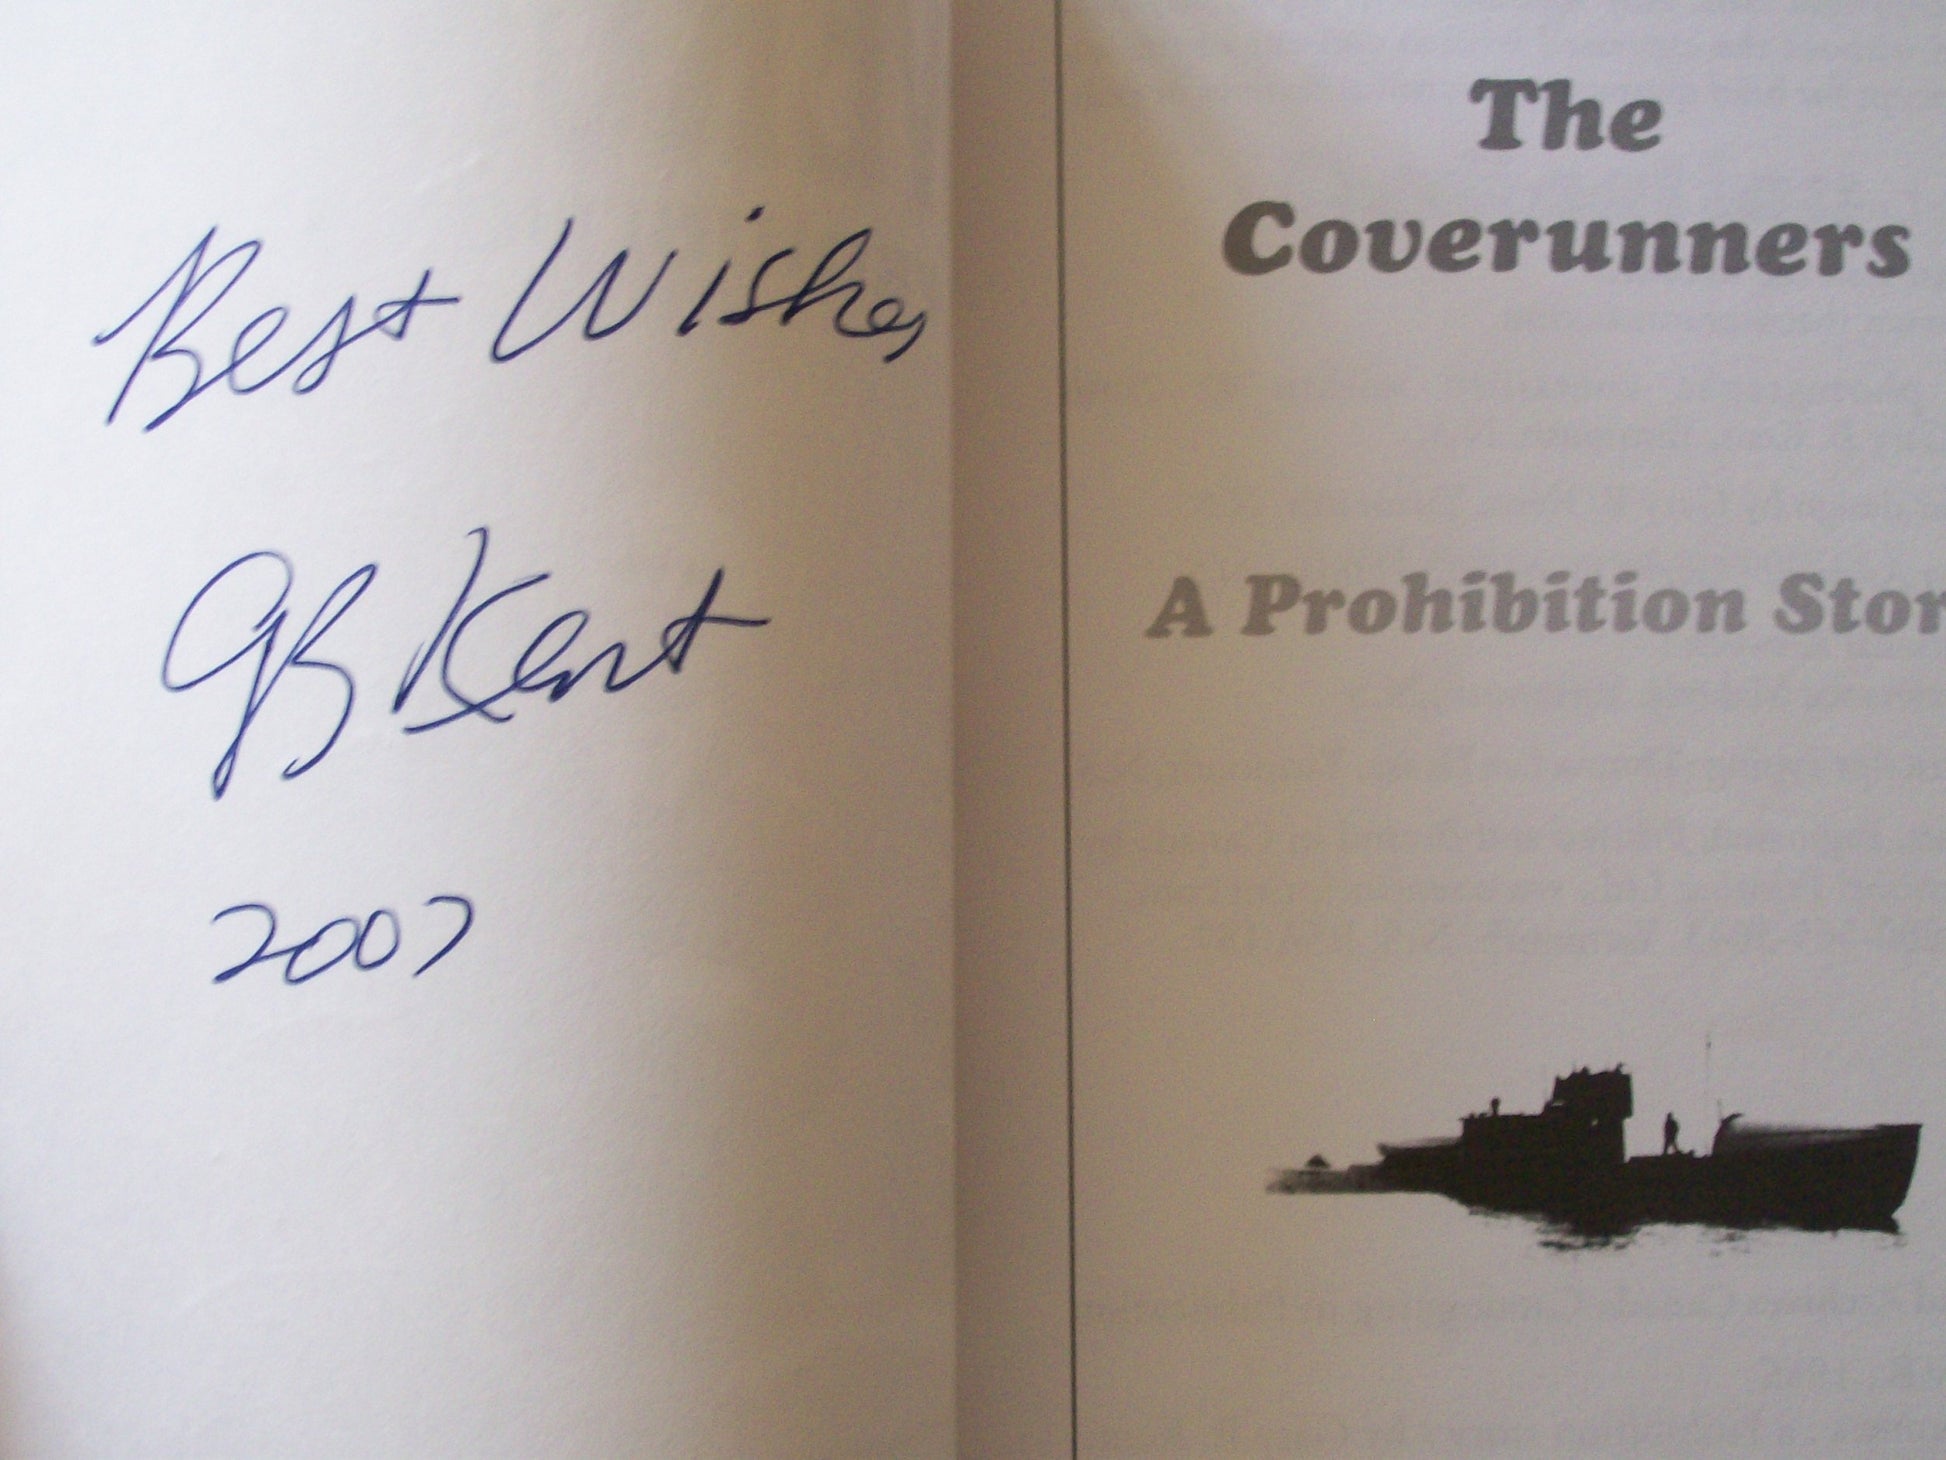 Best Wishes
GB Kent
2007
The
Coverunners
A Prohibition Stor